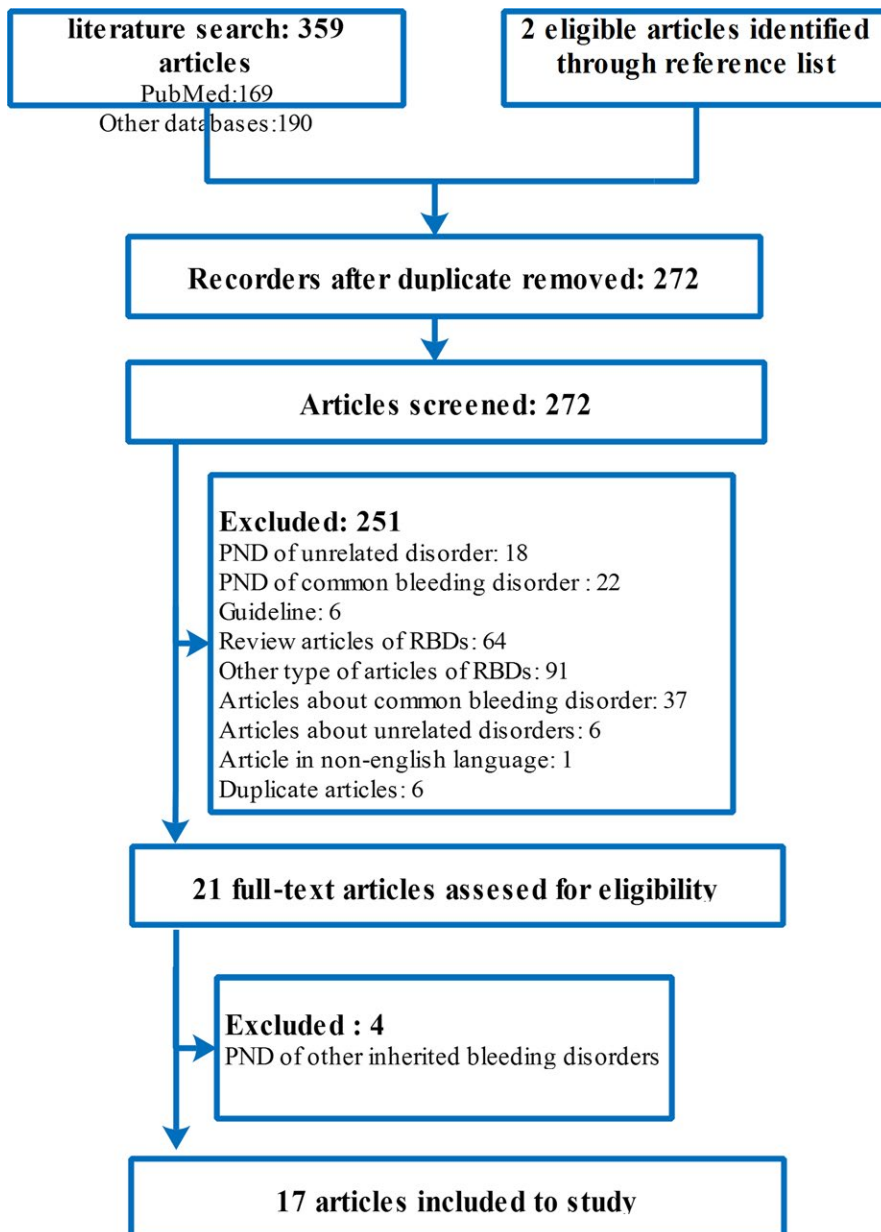 literature search: 359
articles
PubMed:169
Other databases:190
2 eligible articles identified
through reference list
Recorders after duplicate removed: 272
Articles screened: 272
Excluded: 251
PND of unrelated disorder: 18
PND of common bleeding disorder : 22
Guideline: 6
Review articles of RBDs: 64
Other type of articles of RBDs: 91
Articles about common bleeding disorder: 37
Articles about unrelated disorders: 6
Article in non-english language: 1
Duplicate articles: 6
21 full-text articles assesed for eligibility
Excluded : 4
PND of other inherited bleeding disorders
17 articles included to study